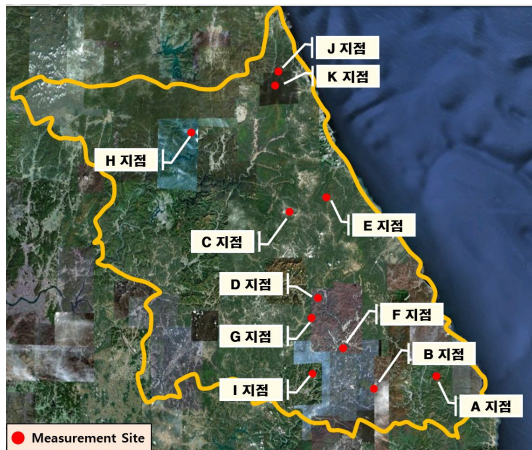 J 지점
K 지점
H 지점
E 지점
C 지점
D 지점
F 지점
G 지점
B 지점
I 지점
A 지점
Measurement Site